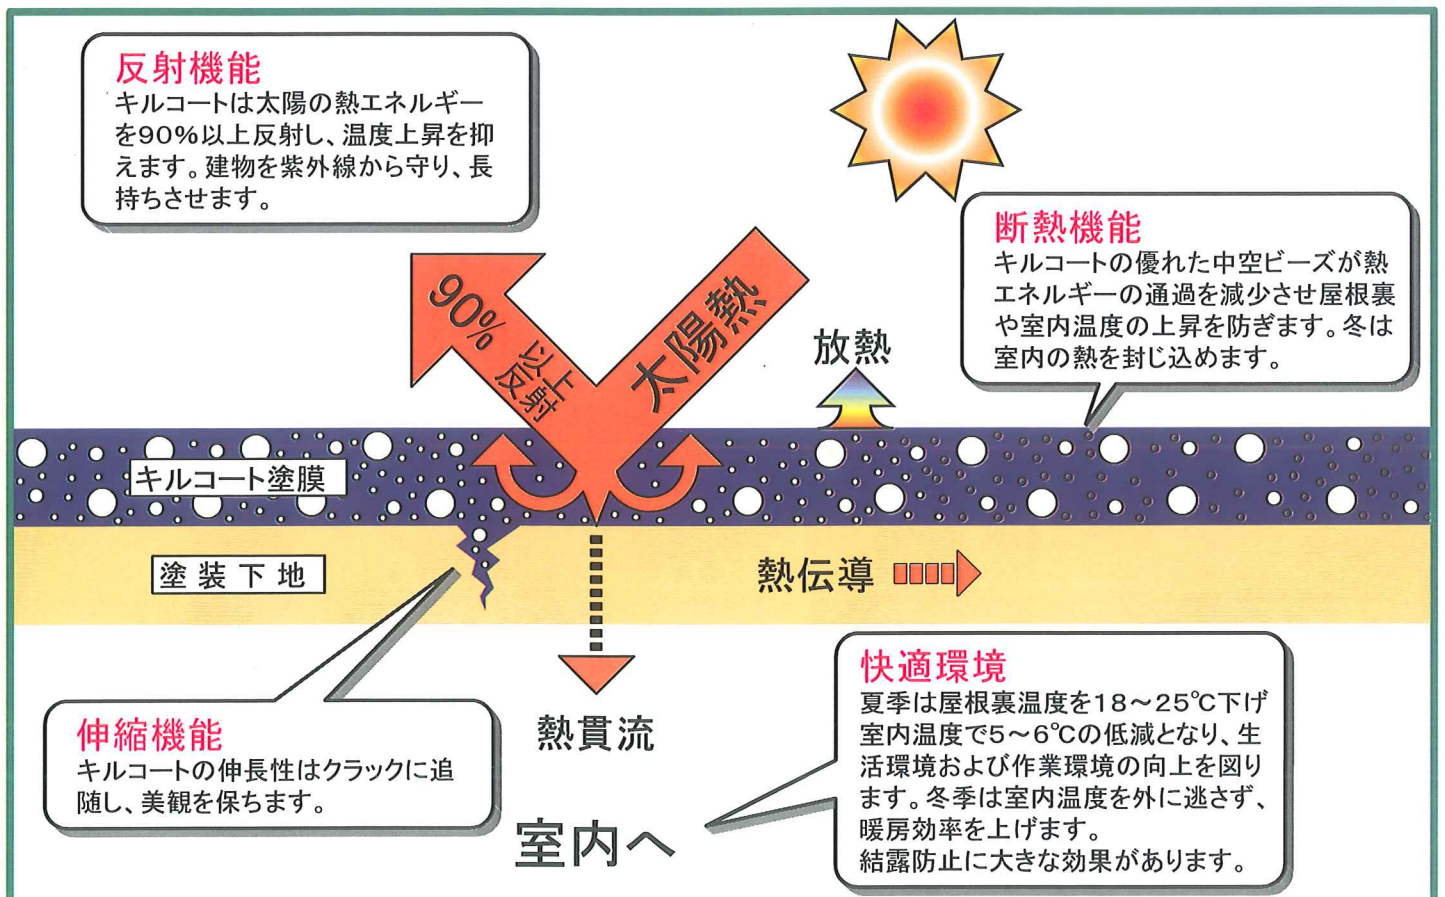 反射機能
キルコートは太陽の熱エネルギー
を90%以上反射し、温度上昇を抑
えます。建物を紫外線から守り、長
持ちさせます。
断熱機能
キルコートの優れた中空ビーズが熱
エネルギーの通過を減少させ屋根裏
や室内温度の上昇を防ぎます。冬は
室内の熱を封じ込めます。
90%
以上
反射
太陽熱
放熱
キルコート塗膜
塗装下地
熱伝導
熱貫流
室内へ
伸縮機能
キルコートの伸長性はクラックに追
随し、美観を保ちます。
快適環境
夏季は屋根裏温度を18～25℃下げ
室内温度で5～6℃の低減となり、生
活環境および作業環境の向上を図り
ます。冬季は室内温度を外に逃さず、
暖房効率を上げます。
結露防止に大きな効果があります。